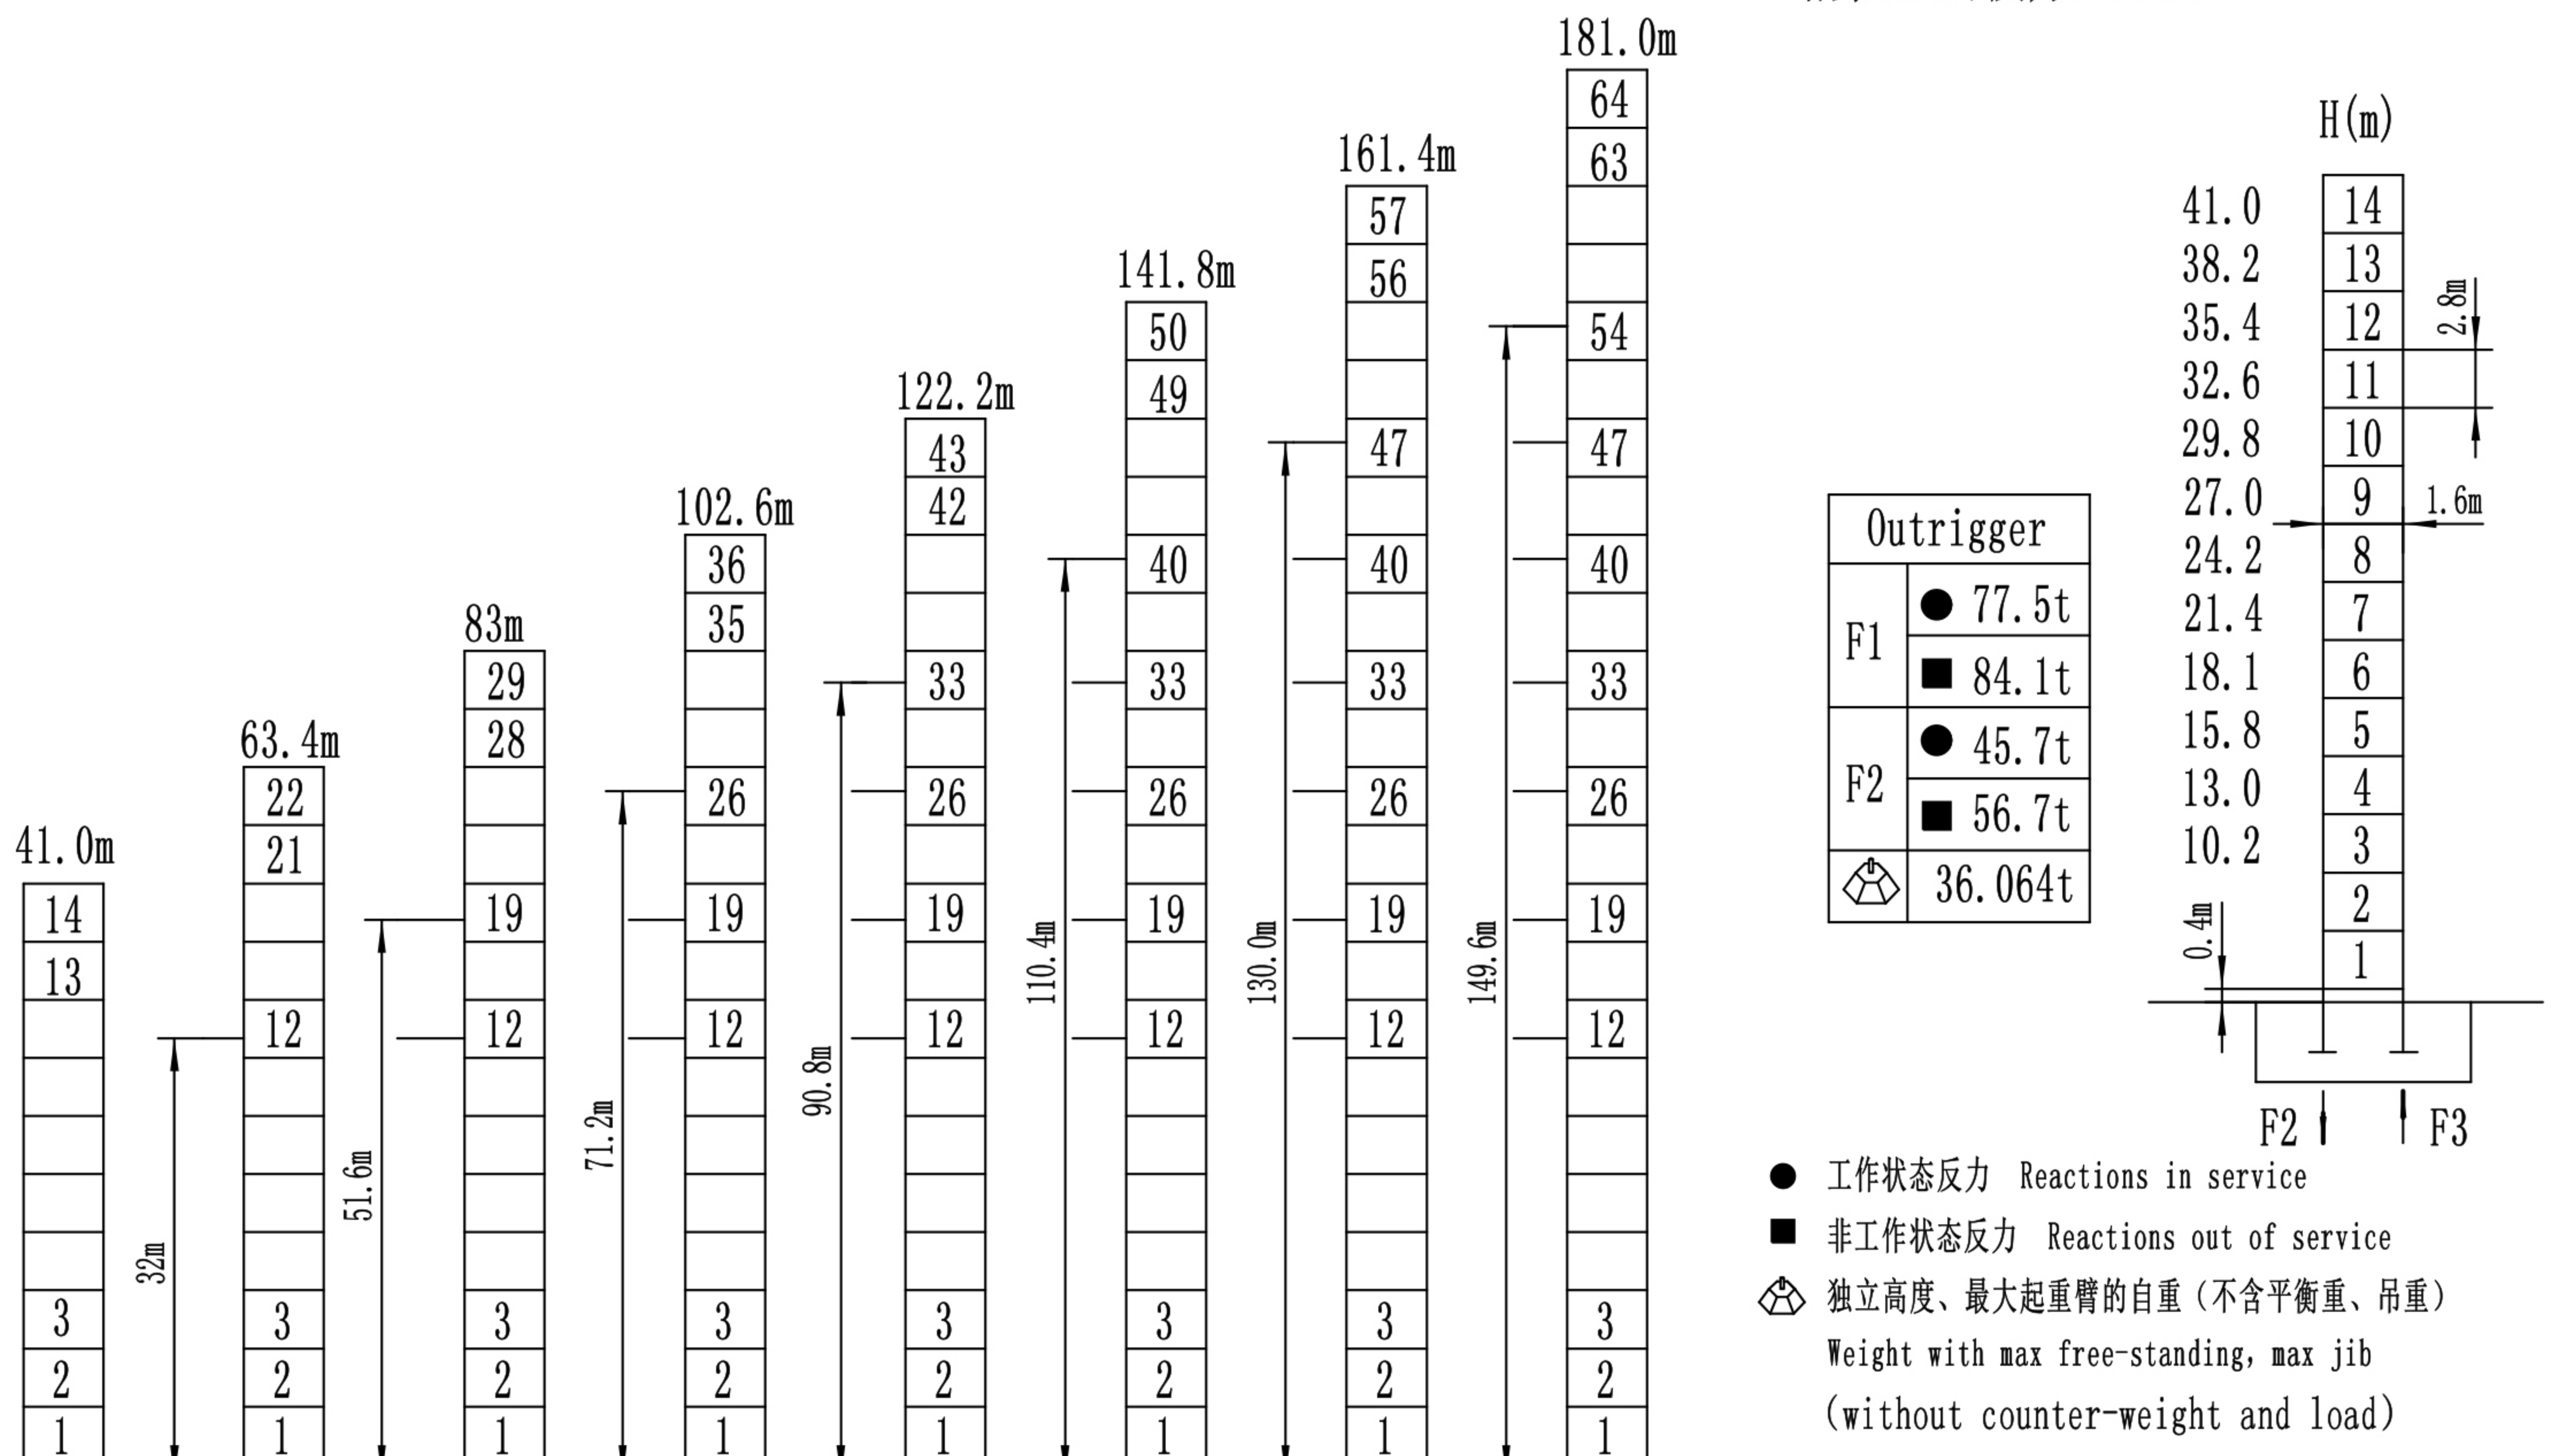 181.0m
64
63
54
47
40
33
26
19
12
3
2
1
149.6m
161.4m
57
56
47
40
33
26
19
12
3
2
1
130.0m
141.8m
50
49
40
33
26
19
12
3
2
1
110.4m
122.2m
43
42
33
26
19
12
3
2
1
90.8m
102.6m
36
35
26
19
12
3
2
1
71.2m
83m
29
28
19
12
3
2
1
51.6m
63.4m
22
21
12
3
2
1
32m
41.0m
14
13
3
2
1
Outrigger
F1 77.5t
84.1t
F2 45.7t
56.7t
36.064t
H(m)
41.0 14
38.2 13
35.4 12
2.8m
32.6 11
29.8 10
27.0 9 1.6m
24.2 8
21.4 7
18.1 6
15.8 5
13.0 4
10.2 3
2
0.4m
1
F2 F3
工作状态反力 Reactions in service
非工作状态反力 Reactions out of service
独立高度、最大起重臂的自重（不含平衡重、吊重）
Weight with max free-standing, max jib
(without counter-weight and load)